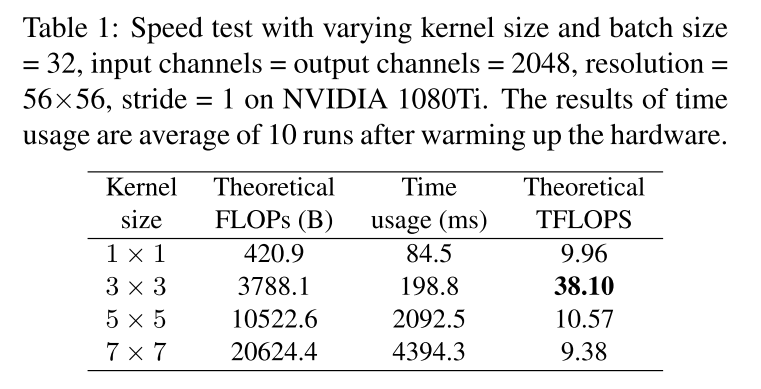 Table 1: Speed test with varying kernel size and batch size
= 32, input channels = output channels = 2048, resolution =
56×56, stride = 1 on NVIDIA 1080Ti. The results of time
usage are average of 10 runs after warming up the hardware.
Kernel Theoretical Time Theoretical
size FLOPs (B) usage (ms) TFLOPS
1 × 1 420.9 84.5 9.96
3 × 3 3788.1 198.8 38.10
5 × 5 10522.6 2092.5 10.57
7 × 7 20624.4 4394.3 9.38